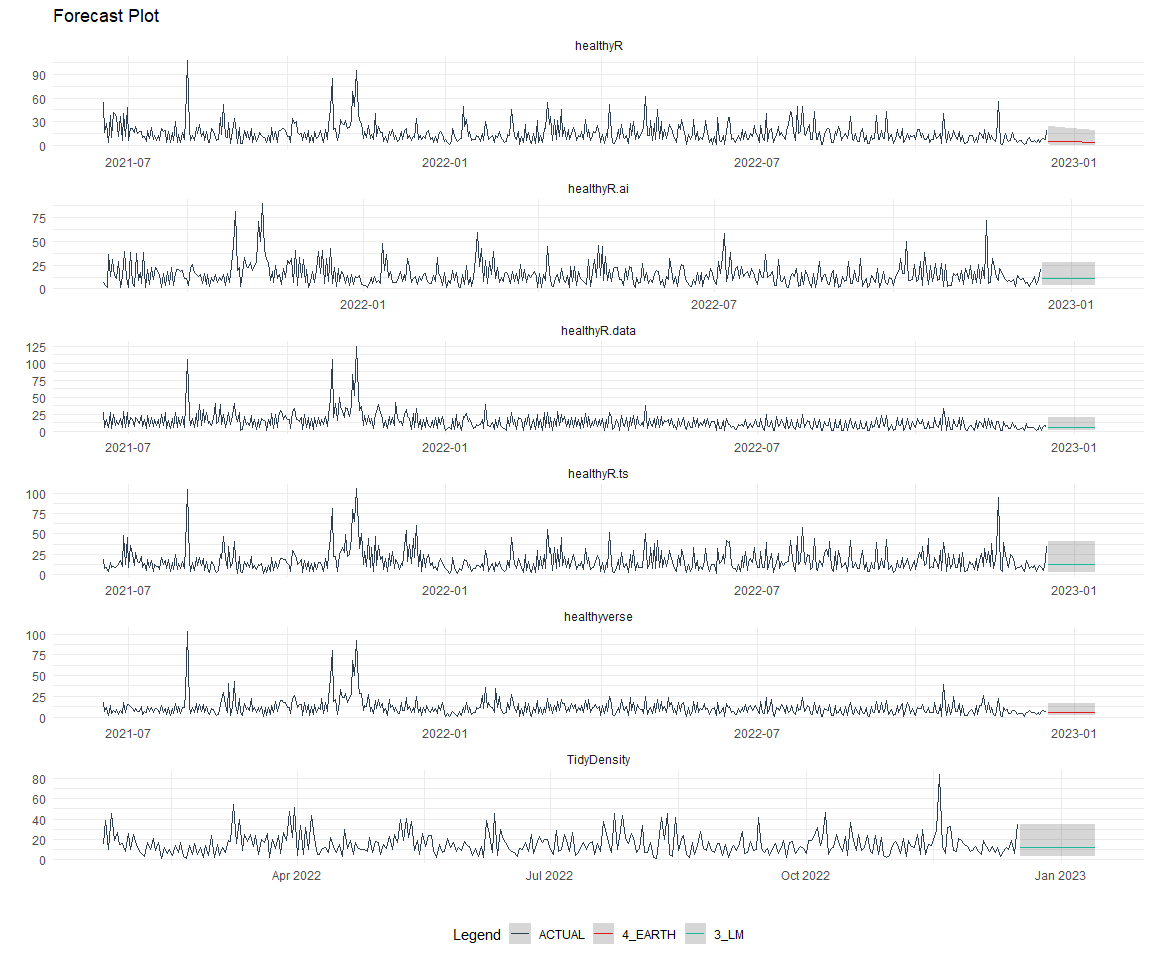 Forecast Plot
healthyR
90
60
30
0
2021-07 2022-01 2022-07 2023-01
healthyR.ai
75
50
25
0
2022-01 2022-07 2023-01
healthyR.data
125
100
75
50
25
0
2021-07 2022-01 2022-07 2023-01
healthyR.ts
100
75
50
25
0
2021-07 2022-01 2022-07 2023-01
healthyverse
100
75
50
25
0
2021-07 2022-01 2022-07 2023-01
TidyDensity
80
60
40
20
0
Apr 2022 Jul 2022 Oct 2022 Jan 2023
Legend ACTUAL 4_EARTH 3_LM